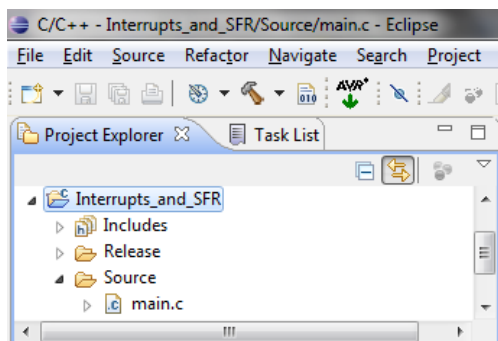 C/C++ - Interrupts_and_SFR/Source/main.c - Eclipse
File Edit Source Refactor Navigate Search Project
010 AVR*
Project Explorer Task List
Interrupts_and_SFR
h Includes
Release
Source
.c main.c